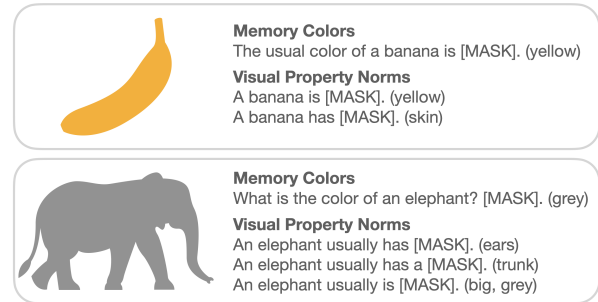 Memory Colors
The usual color of a banana is [MASK]. (yellow)
Visual Property Norms
A banana is [MASK]. (yellow)
A banana has [MASK]. (skin)
Memory Colors
What is the color of an elephant? [MASK]. (grey)
Visual Property Norms
An elephant usually has [MASK]. (ears)
An elephant usually has a [MASK]. (trunk)
An elephant usually is [MASK]. (big, grey)